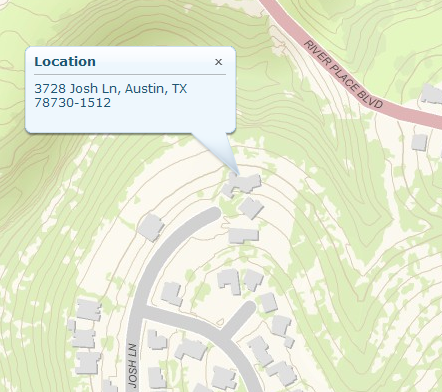 Location
×
3728 Josh Ln, Austin, TX
78730-1512
RIVER PLACE BLVD
JOSH LN